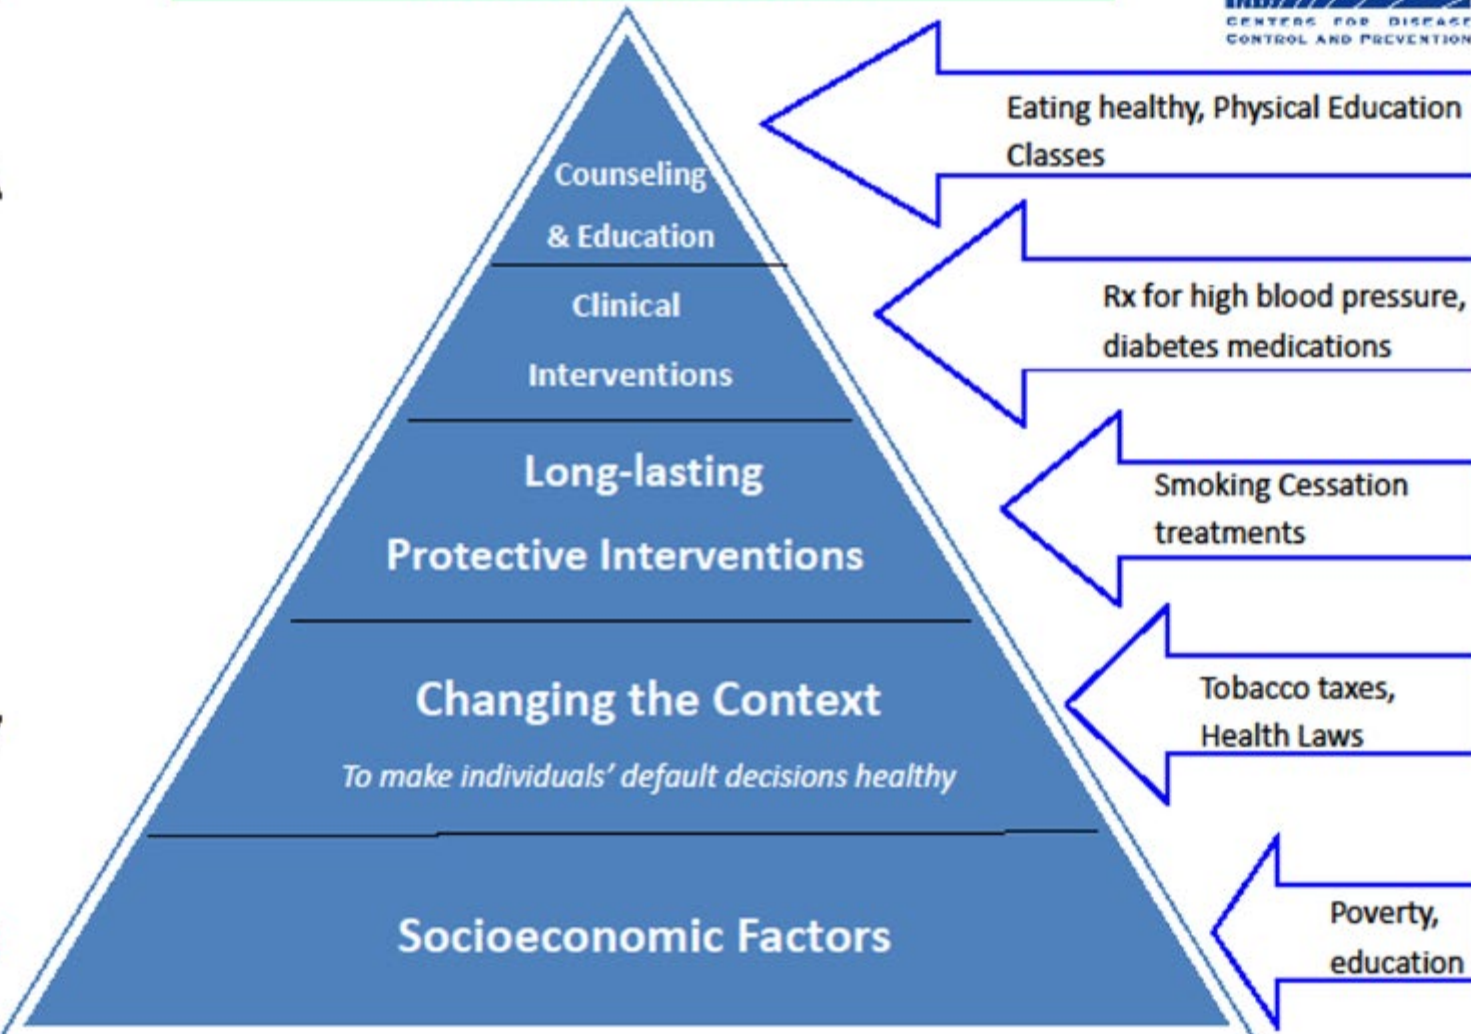 CENTERS FOR DISEASE
CONTROL AND PREVENTION
Eating healthy, Physical Education
Classes
Counseling
& Education
Rx for high blood pressure,
diabetes medications
Clinical
Interventions
Smoking Cessation
treatments
Long-lasting
Protective Interventions
Tobacco taxes,
Health Laws
Changing the Context
To make individuals’ default decisions healthy
Poverty,
education
Socioeconomic Factors